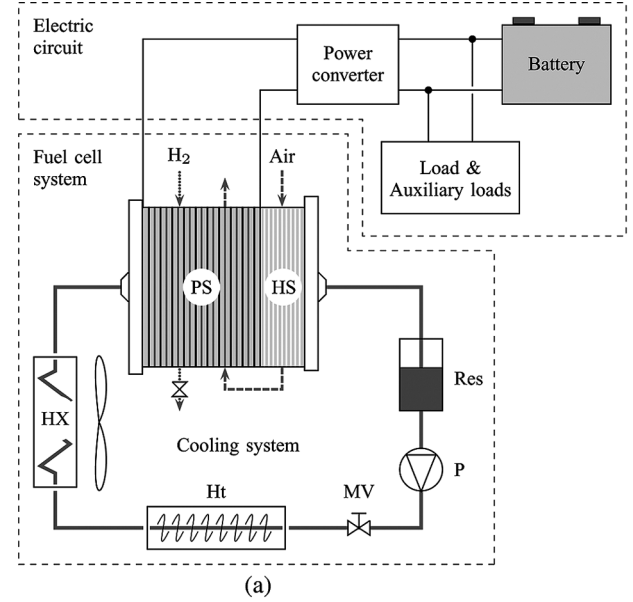 Electric
circuit
Power
converter
Battery
Load &
Auxiliary loads
Fuel cell
system
H₂
Air
PS
HS
HX
Res
Cooling system
P
Ht
MV
(a)